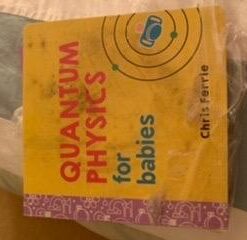 QUANTUM
PHYSICS
for
babies
Chris Ferrie